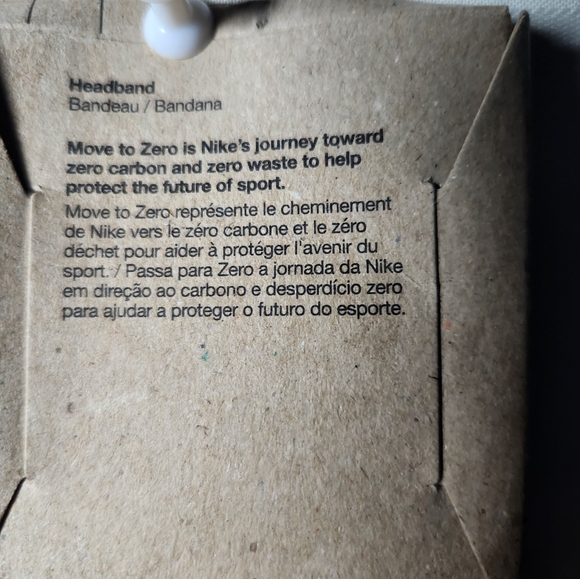 Headband
Bandeau / Bandana
Move to Zero is Nike's journey toward
zero carbon and zero waste to help
protect the future of sport.
Move to Zero représente le cheminement
de Nike vers le zéro carbone et le zéro
déchet pour aider à protéger l'avenir du
sport. / Passa para Zero a jornada da Nike
em direção ao carbono e desperdício zero
para ajudar a proteger o futuro do esporte.